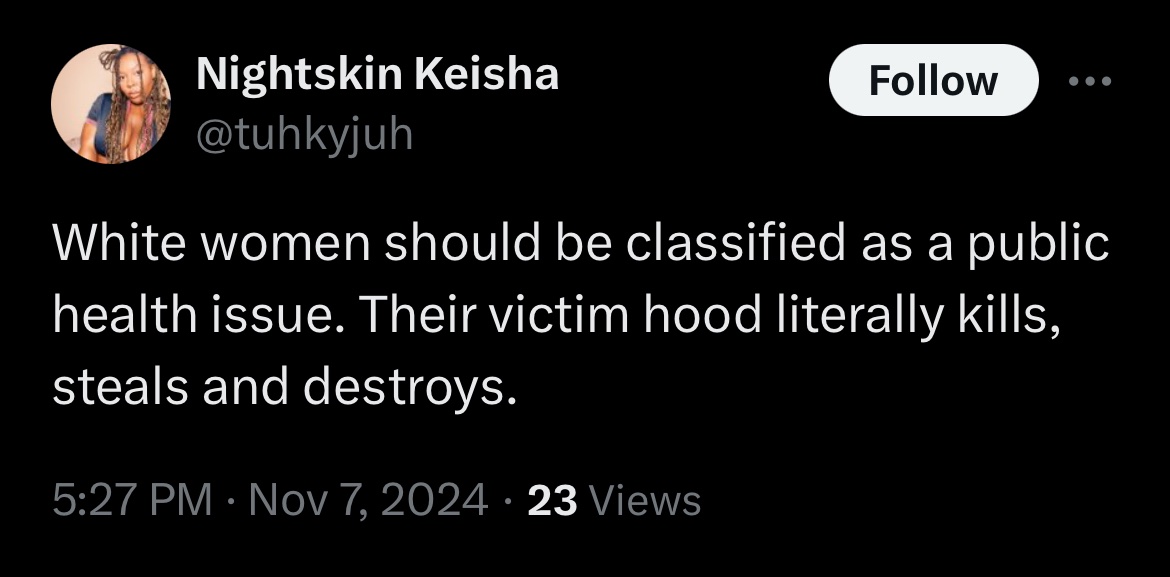 Nightskin Keisha
@tuhkyjuh
Follow
White women should be classified as a public
health issue. Their victim hood literally kills,
steals and destroys.
5:27 PM · Nov 7, 2024 · 23 Views